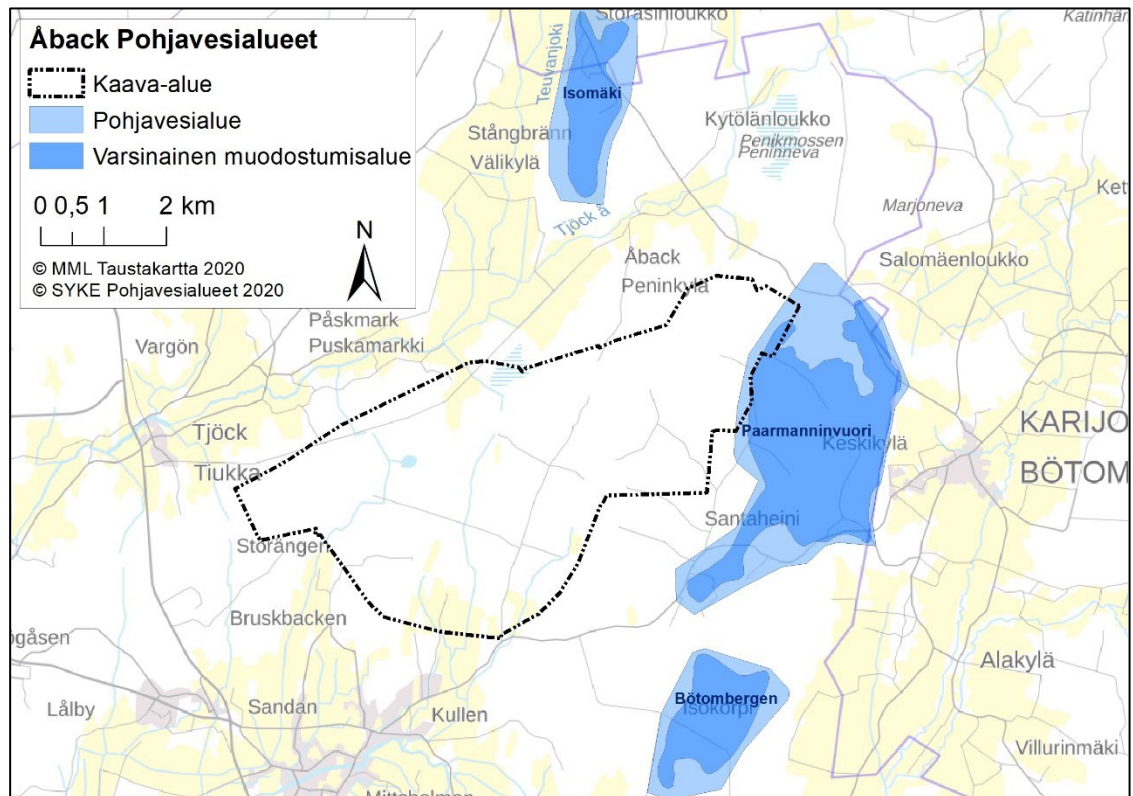 Åback Pohjavesialueet
Kaava-alue
Pohjavesialue
Varsinainen muodostumisalue
0 0,5 1 2 km
N
© MML Taustakartta 2020
© SYKE Pohjavesialueet 2020
Storåsinloukko
Teuvanjoki
Isomäki
Stångbränn
Välikylä
Kytölänloukko
Penikmossen
Peninneva
Marjoneva
Tjöck å
Salomäenloukko
Åback
Peninkylä
Påskmark
Puskamarkki
Vargön
Tjöck
Tiukka
Paarmanninvuori
Keskikylä
KARIJO
BÖTOM
Santaheini
Storängen
Bruskbacken
Alakylä
Bötombergen
Isokorpi
Lålby
Sandan
Kullen
Villurinmäki